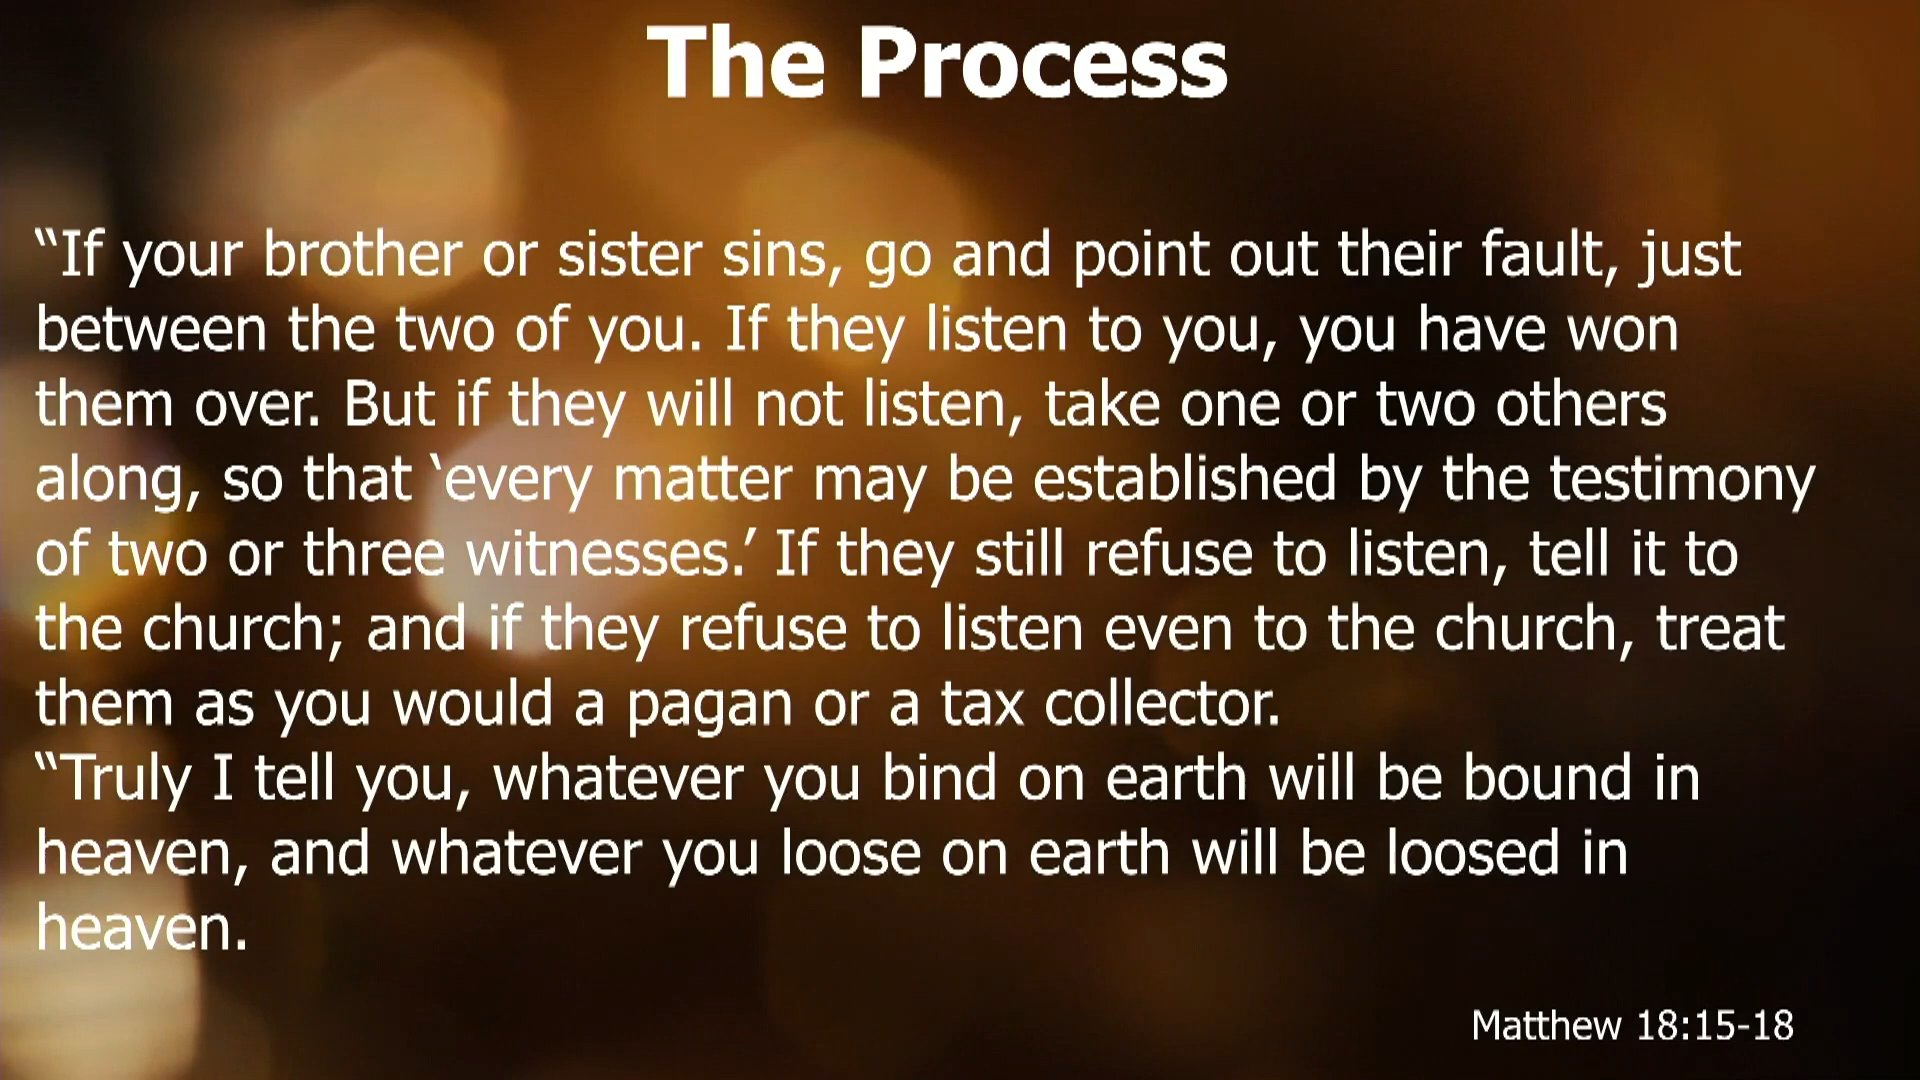 The Process
“If your brother or sister sins, go and point out their fault, just
between the two of you. If they listen to you, you have won
them over. But if they will not listen, take one or two others
along, so that ‘every matter may be established by the testimony
of two or three witnesses.’ If they still refuse to listen, tell it to
the church; and if they refuse to listen even to the church, treat
them as you would a pagan or a tax collector.
“Truly I tell you, whatever you bind on earth will be bound in
heaven, and whatever you loose on earth will be loosed in
heaven.
Matthew 18:15-18